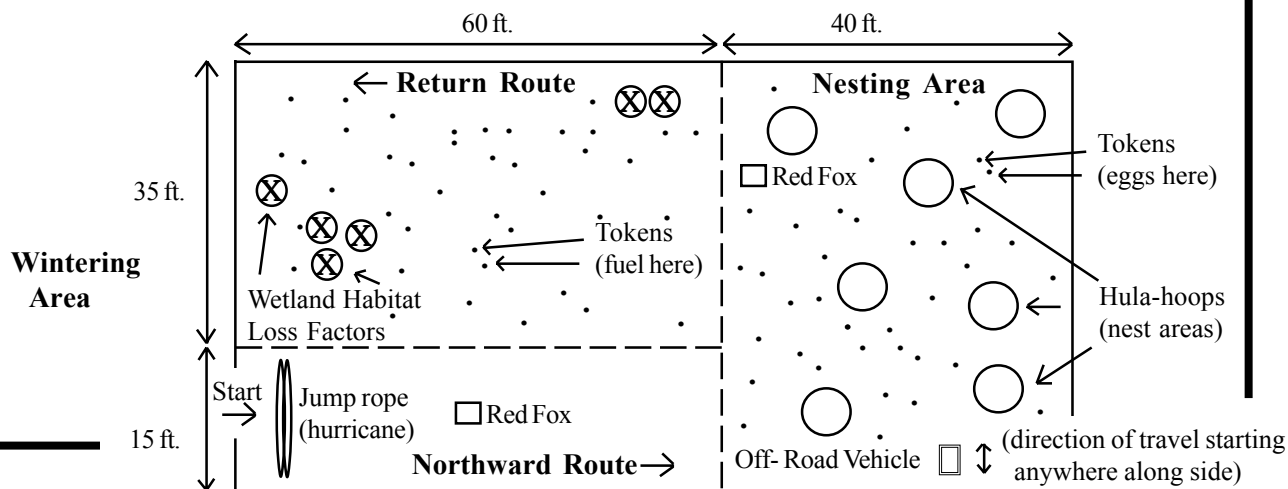 60 ft.
40 ft.
Return Route
Nesting Area
X X
Tokens
(eggs here)
Red Fox
35 ft.
X
X
X
X
Tokens
(fuel here)
Wintering
Area
Wetland Habitat
Loss Factors
Hula-hoops
(nest areas)
Start
Jump rope
(hurricane)
Red Fox
15 ft.
Northward Route
Off- Road Vehicle
(direction of travel starting
anywhere along side)